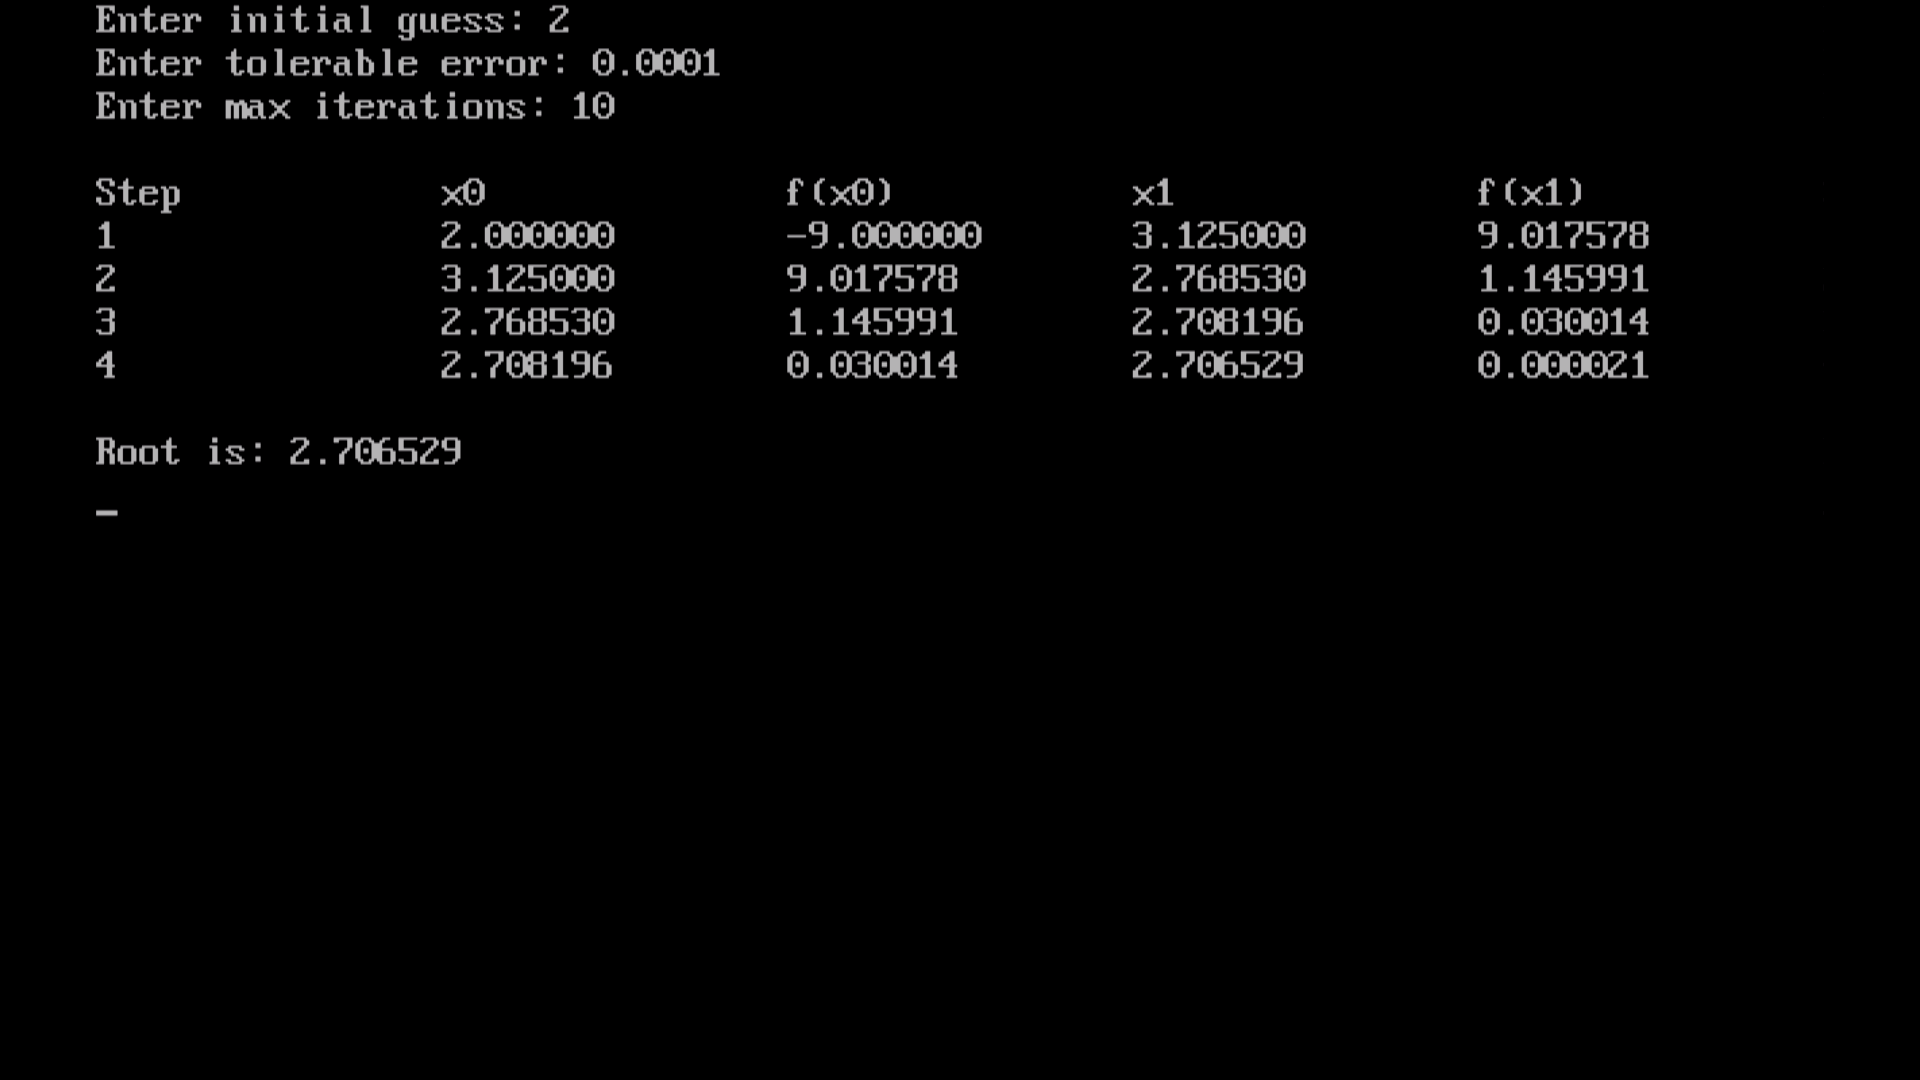 Enter initial guess: 2
Enter tolerable error: 0.0001
Enter max iterations: 10
Step x0 f(x0) x1 f(x1)
1 2.000000 -9.000000 3.125000 9.017578
2 3.125000 9.017578 2.768530 1.145991
3 2.768530 1.145991 2.708196 0.030014
4 2.708196 0.030014 2.706529 0.000021
Root is: 2.706529
_